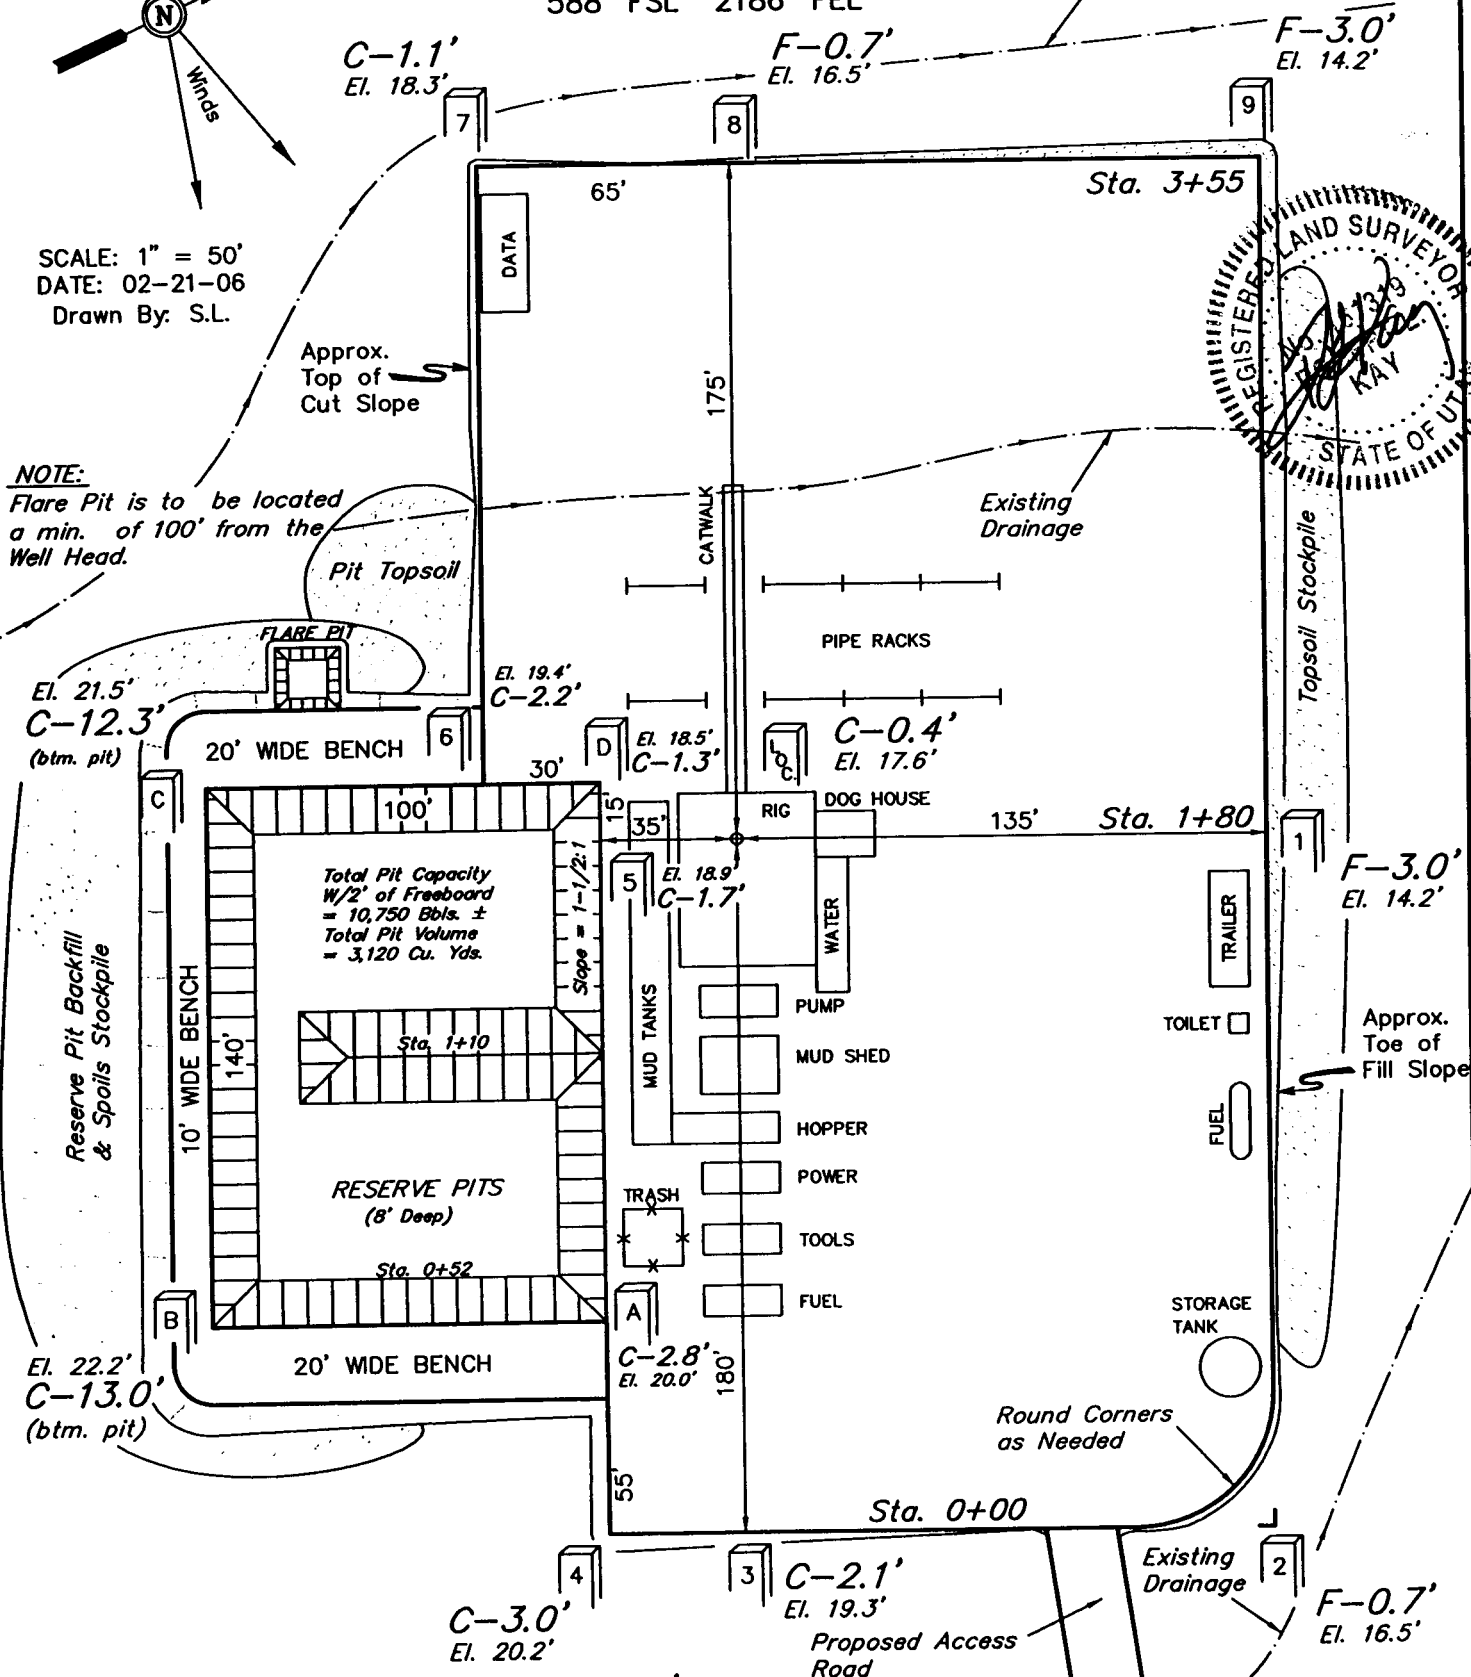 588' FSL 2186' FEL
N
Winds
C-1.1'
El. 18.3'
F-0.7'
El. 16.5'
F-3.0'
El. 14.2'
7
8
9
65'
Sta. 3+55
DATA
SCALE: 1" = 50'
DATE: 02-21-06
Drawn By: S.L.
REGISTERED LAND SURVEYOR
KAY
STATE OF UTAH
Approx.
Top of
Cut Slope
175'
NOTE:
Flare Pit is to be located
a min. of 100' from the
Well Head.
CATWALK
Existing
Drainage
Pit Topsoil
Topsoil Stockpile
FLARE PIT
PIPE RACKS
El. 21.5'
C-12.3'
(btm. pit)
El. 19.4'
C-2.2'
6
20' WIDE BENCH
D
El. 18.5'
C-1.3'
LOC.
C-0.4'
El. 17.6'
C
30'
100'
15'
35'
RIG
DOG HOUSE
135'
Sta. 1+80
1
F-3.0'
El. 14.2'
Total Pit Capacity
W/2' of Freeboard
= 10,750 Bbls. ±
Total Pit Volume
= 3,120 Cu. Yds.
Slope = 1-1/2:1
5
El. 18.9'
C-1.7'
WATER
TRAILER
Reserve Pit Backfill
& Spoils Stockpile
10' WIDE BENCH
140'
Sta. 1+10
MUD TANKS
PUMP
MUD SHED
TOILET
Approx.
Toe of
Fill Slope
HOPPER
FUEL
POWER
RESERVE PITS
(8' Deep)
TRASH
TOOLS
Sta. 0+52
FUEL
B
A
STORAGE
TANK
El. 22.2'
C-13.0'
(btm. pit)
20' WIDE BENCH
C-2.8'
El. 20.0'
180'
Round Corners
as Needed
55'
Sta. 0+00
4
3
2
C-3.0'
El. 20.2'
C-2.1'
El. 19.3'
Existing
Drainage
F-0.7'
El. 16.5'
Proposed Access
Road